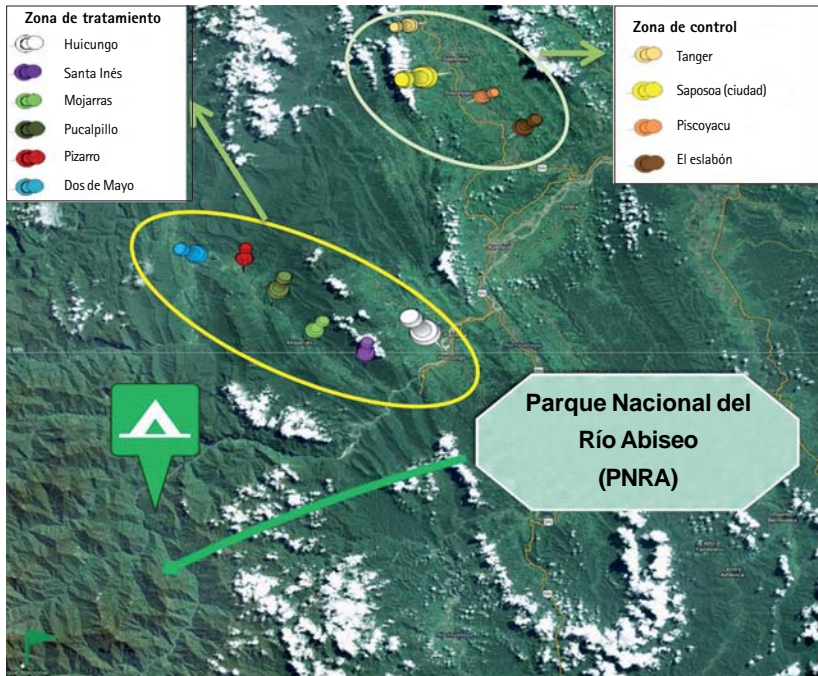 Zona de tratamiento
Huicungo
Santa Inés
Mojarras
Pucalpillo
Pizarro
Dos de Mayo
Zona de control
Tanger
Saposoa (ciudad)
Piscoyacu
El eslabón
Parque Nacional del
Río Abiseo
(PNRA)